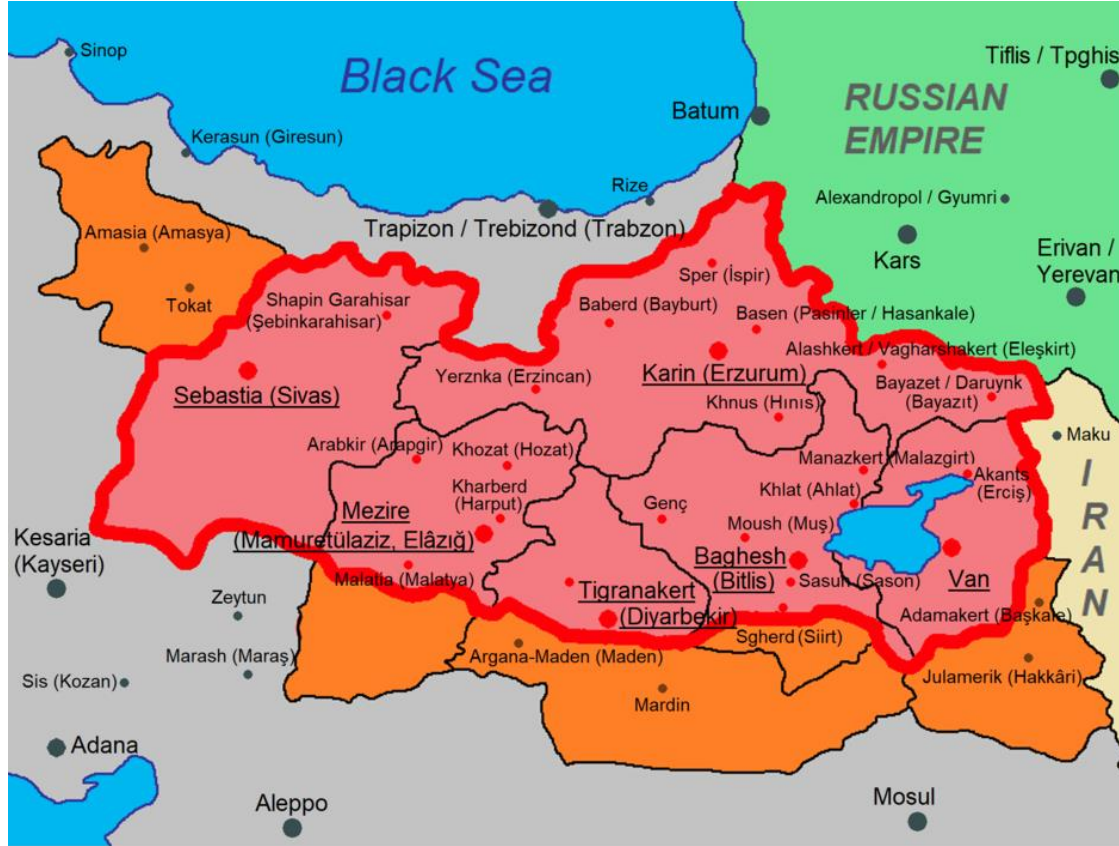 Sinop
Black Sea
Tiflis / Tpghis
Batum
RUSSIAN
EMPIRE
Kerasun (Giresun)
Rize
Alexandropol / Gyumri
Trapizon / Trebizond (Trabzon)
Kars
Amasia (Amasya)
Erivan /
Yerevan
Sper (İspir)
Tokat
Shapin Garahisar
(Şebinkarahisar)
Baberd (Bayburt)
Basen (Pasinler / Hasankale)
Alashkert / Vagharshakert (Eleşkirt)
Yerznka (Erzincan)
Karin (Erzurum)
Bayazet / Daruynk
(Bayazıt)
Sebastia (Sivas)
Khnus (Hınıs)
Maku
Arabkir (Arapgir)
Khozat (Hozat)
Manazkert (Malazgirt)
Akants
(Erciş)
IRAN
Kharberd
(Harput)
Genç
Khlat (Ahlat)
Mezire
(Mamuretülaziz, Elâzığ)
Moush (Muş)
Kesaria
(Kayseri)
Baghesh
(Bitlis)
Malatia (Malatya)
Sasun (Sason)
Van
Zeytun
Tigranakert
(Diyarbekir)
Adamakert (Başkale)
Sgherd (Siirt)
Marash (Maraş)
Argana-Maden (Maden)
Julamerik (Hakkâri)
Sis (Kozan)
Mardin
Adana
Aleppo
Mosul